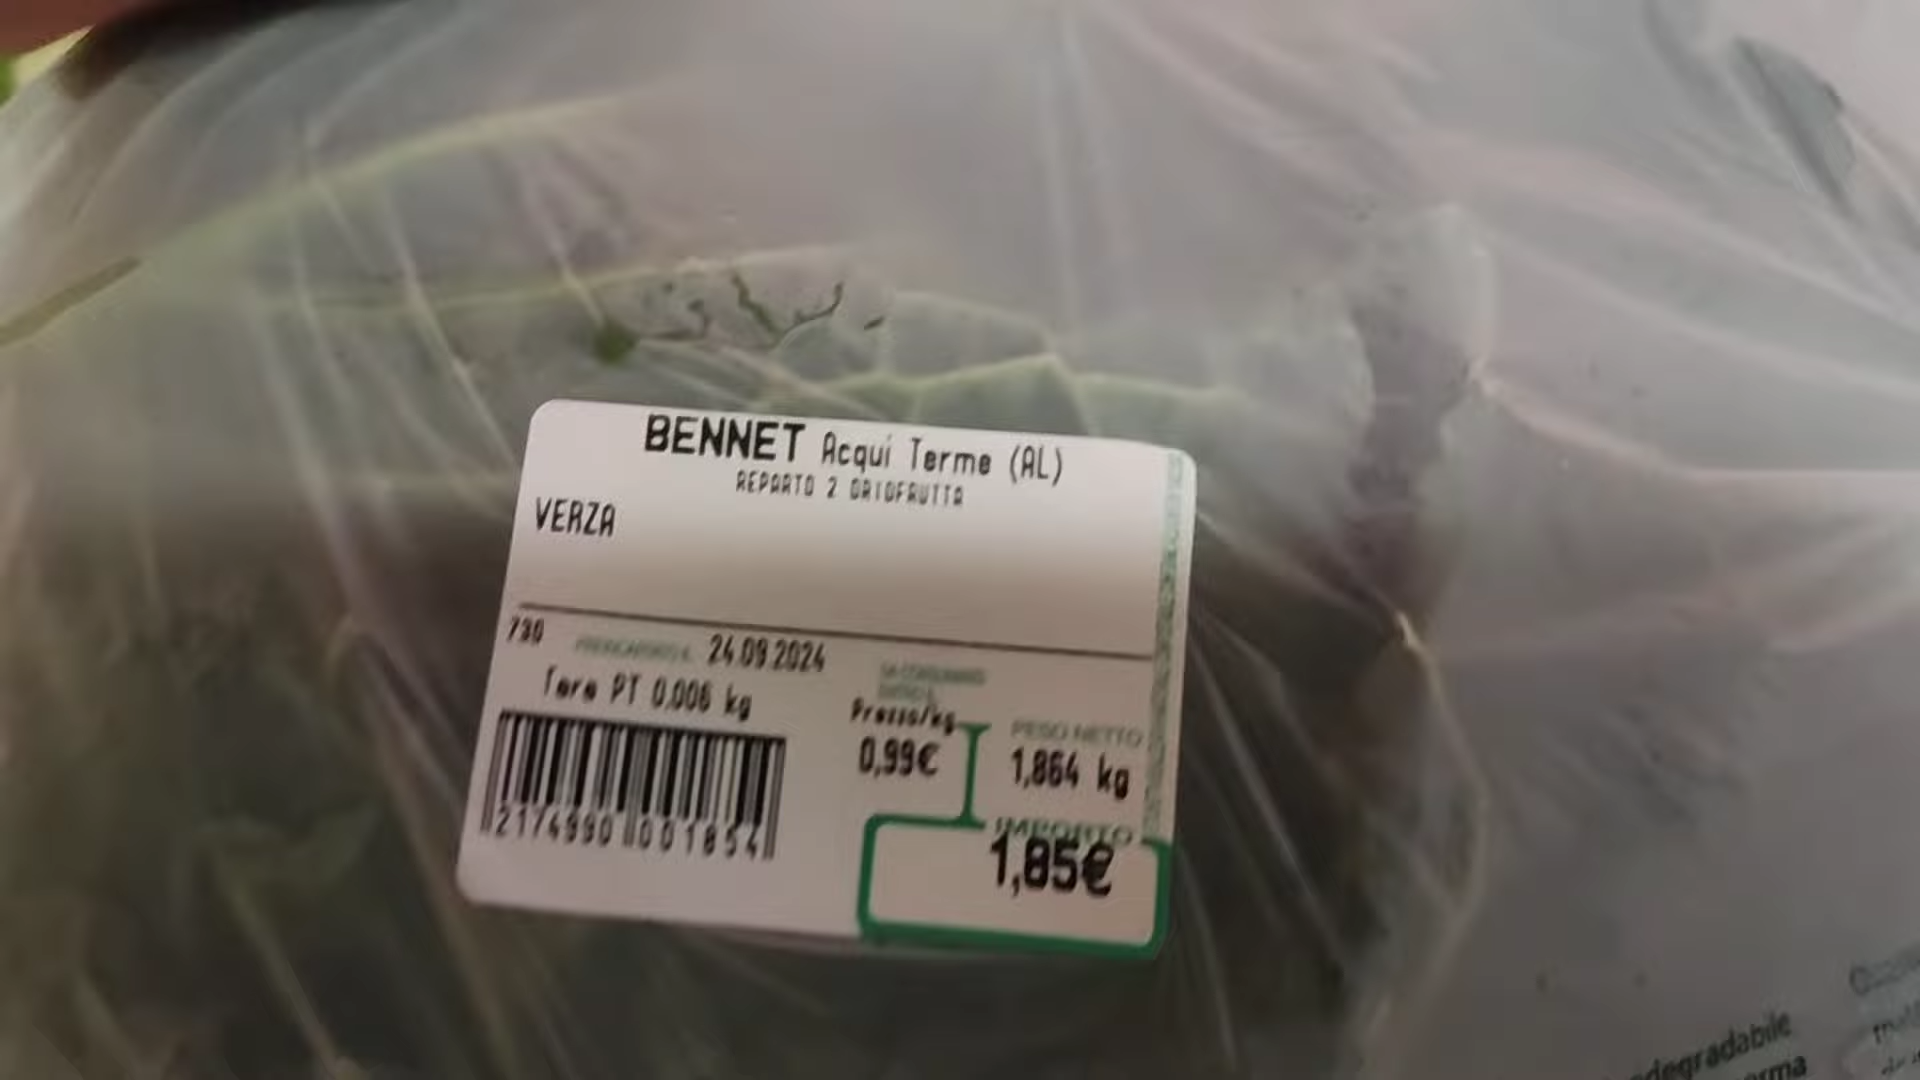 BENNET Acqui Terme (AL)
REPARTO 2 ORTOFRUTTA
VERZA
730
24.09.2024
Tara PT 0,006 kg
Prezzo/kg
0,99€
PESO NETTO
1,864 kg
IMPORTO
1,85€
2174990 001854
degradabile